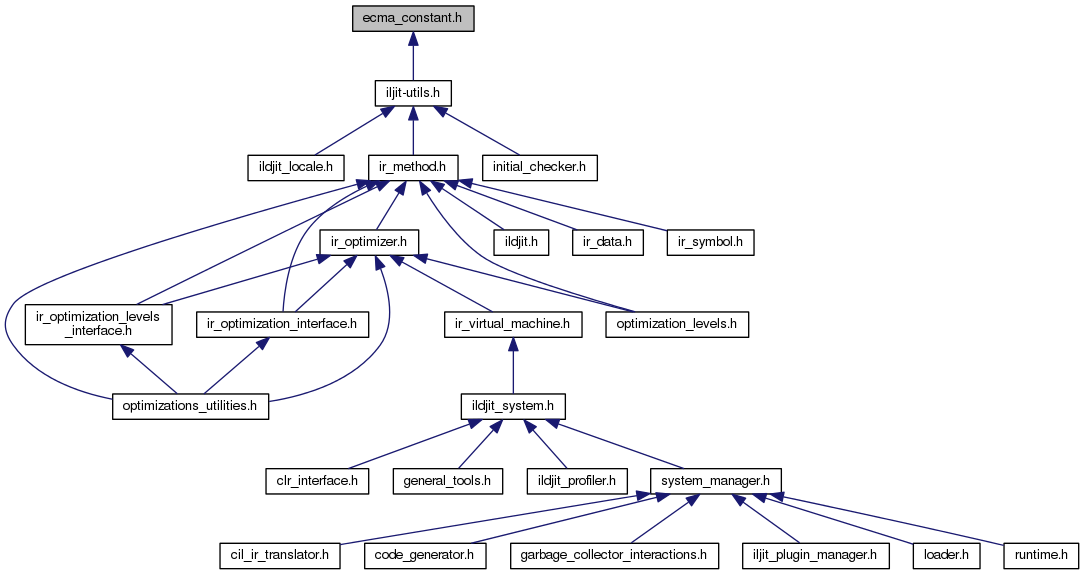 ecma_constant.h
iljit-utils.h
ildjit_locale.h
ir_method.h
initial_checker.h
ir_optimizer.h
ildjit.h
ir_data.h
ir_symbol.h
ir_optimization_levels
_interface.h
ir_optimization_interface.h
ir_virtual_machine.h
optimization_levels.h
optimizations_utilities.h
ildjit_system.h
clr_interface.h
general_tools.h
ildjit_profiler.h
system_manager.h
cil_ir_translator.h
code_generator.h
garbage_collector_interactions.h
iljit_plugin_manager.h
loader.h
runtime.h